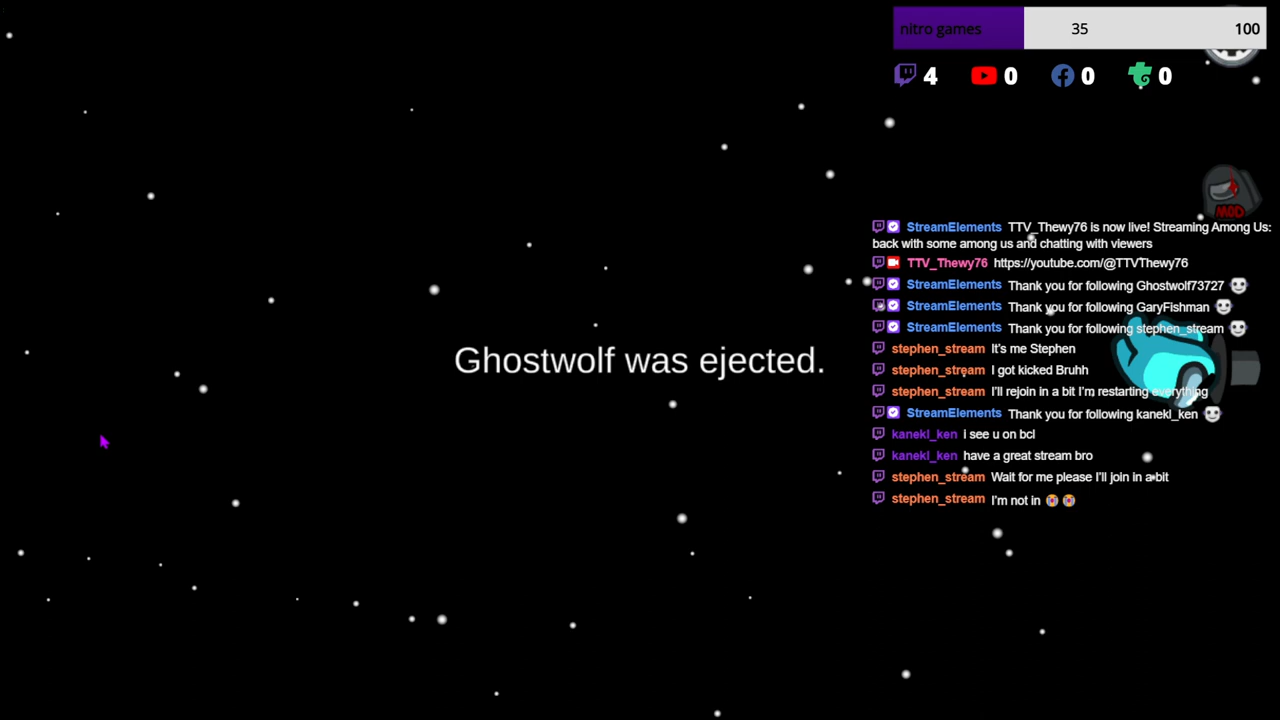 nitro games 35 100
4 0 0 0
MOD
StreamElements TTV_Thewy76 is now live! Streaming Among Us:
back with some among us and chatting with viewers
TTV_Thewy76 https://youtube.com/@TTVThewy76
StreamElements Thank you for following Ghostwolf73727
StreamElements Thank you for following GaryFishman
StreamElements Thank you for following stephen_stream
stephen_stream It's me Stephen
stephen_stream I got kicked Bruhh
stephen_stream I'll rejoin in a bit I'm restarting everything
StreamElements Thank you for following kanekl_ken
kanekl_ken i see u on bcl
kanekl_ken have a great stream bro
stephen_stream Wait for me please I'll join in a bit
stephen_stream I'm not in 😭 😭
Ghostwolf was ejected.